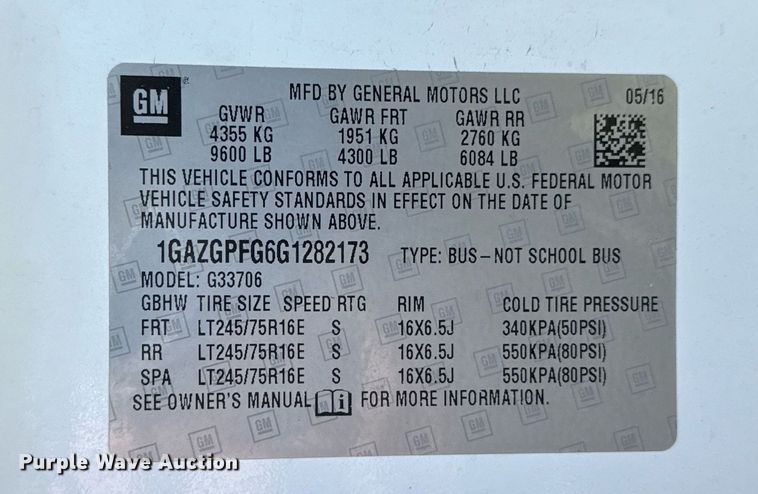 GM
MFD BY GENERAL MOTORS LLC 05/16
GVWR GAWR FRT GAWR RR
4355 KG 1951 KG 2760 KG
9600 LB 4300 LB 6084 LB
THIS VEHICLE CONFORMS TO ALL APPLICABLE U.S. FEDERAL MOTOR
VEHICLE SAFETY STANDARDS IN EFFECT ON THE DATE OF
MANUFACTURE SHOWN ABOVE.
1GAZGPFG6G1282173 TYPE: BUS-NOT SCHOOL BUS
MODEL: G33706
GBHW TIRE SIZE SPEED RTG RIM COLD TIRE PRESSURE
FRT LT245/75R16E S 16X6.5J 340KPA(50PSI)
RR LT245/75R16E S 16X6.5J 550KPA(80PSI)
SPA LT245/75R16E S 16X6.5J 550KPA(80PSI)
SEE OWNER'S MANUAL i FOR MORE INFORMATION.
Purple Wave Auction